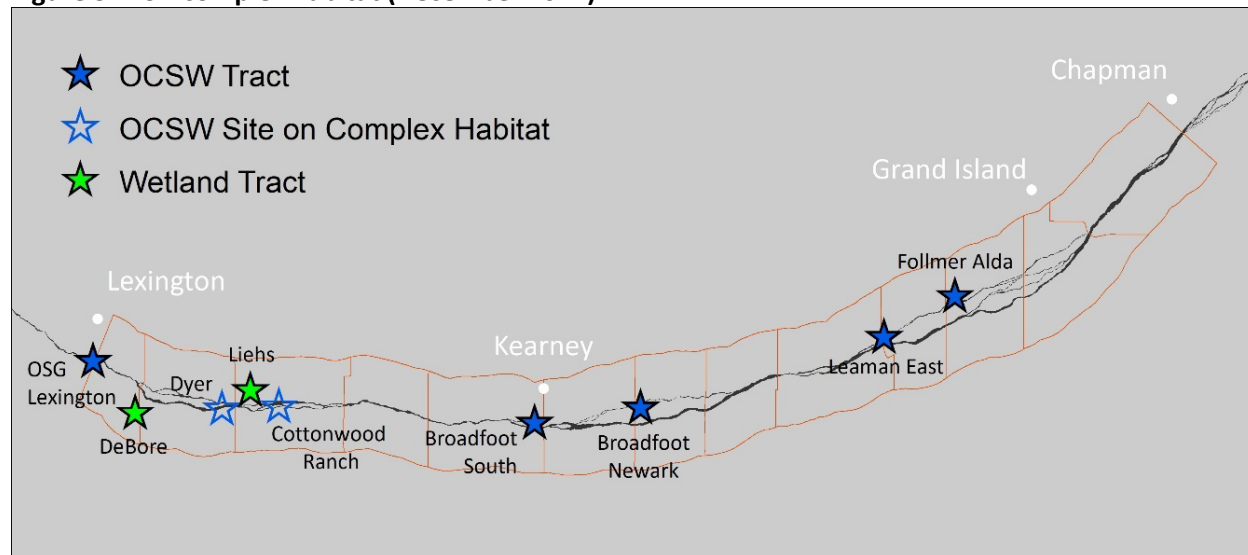 OCSW Tract
OCSW Site on Complex Habitat
Wetland Tract
Chapman
Grand Island
Follmer Alda
Leaman East
Lexington
OSG
Lexington
Dyer
Liehs
DeBore
Cottonwood
Ranch
Kearney
Broadfoot
South
Broadfoot
Newark